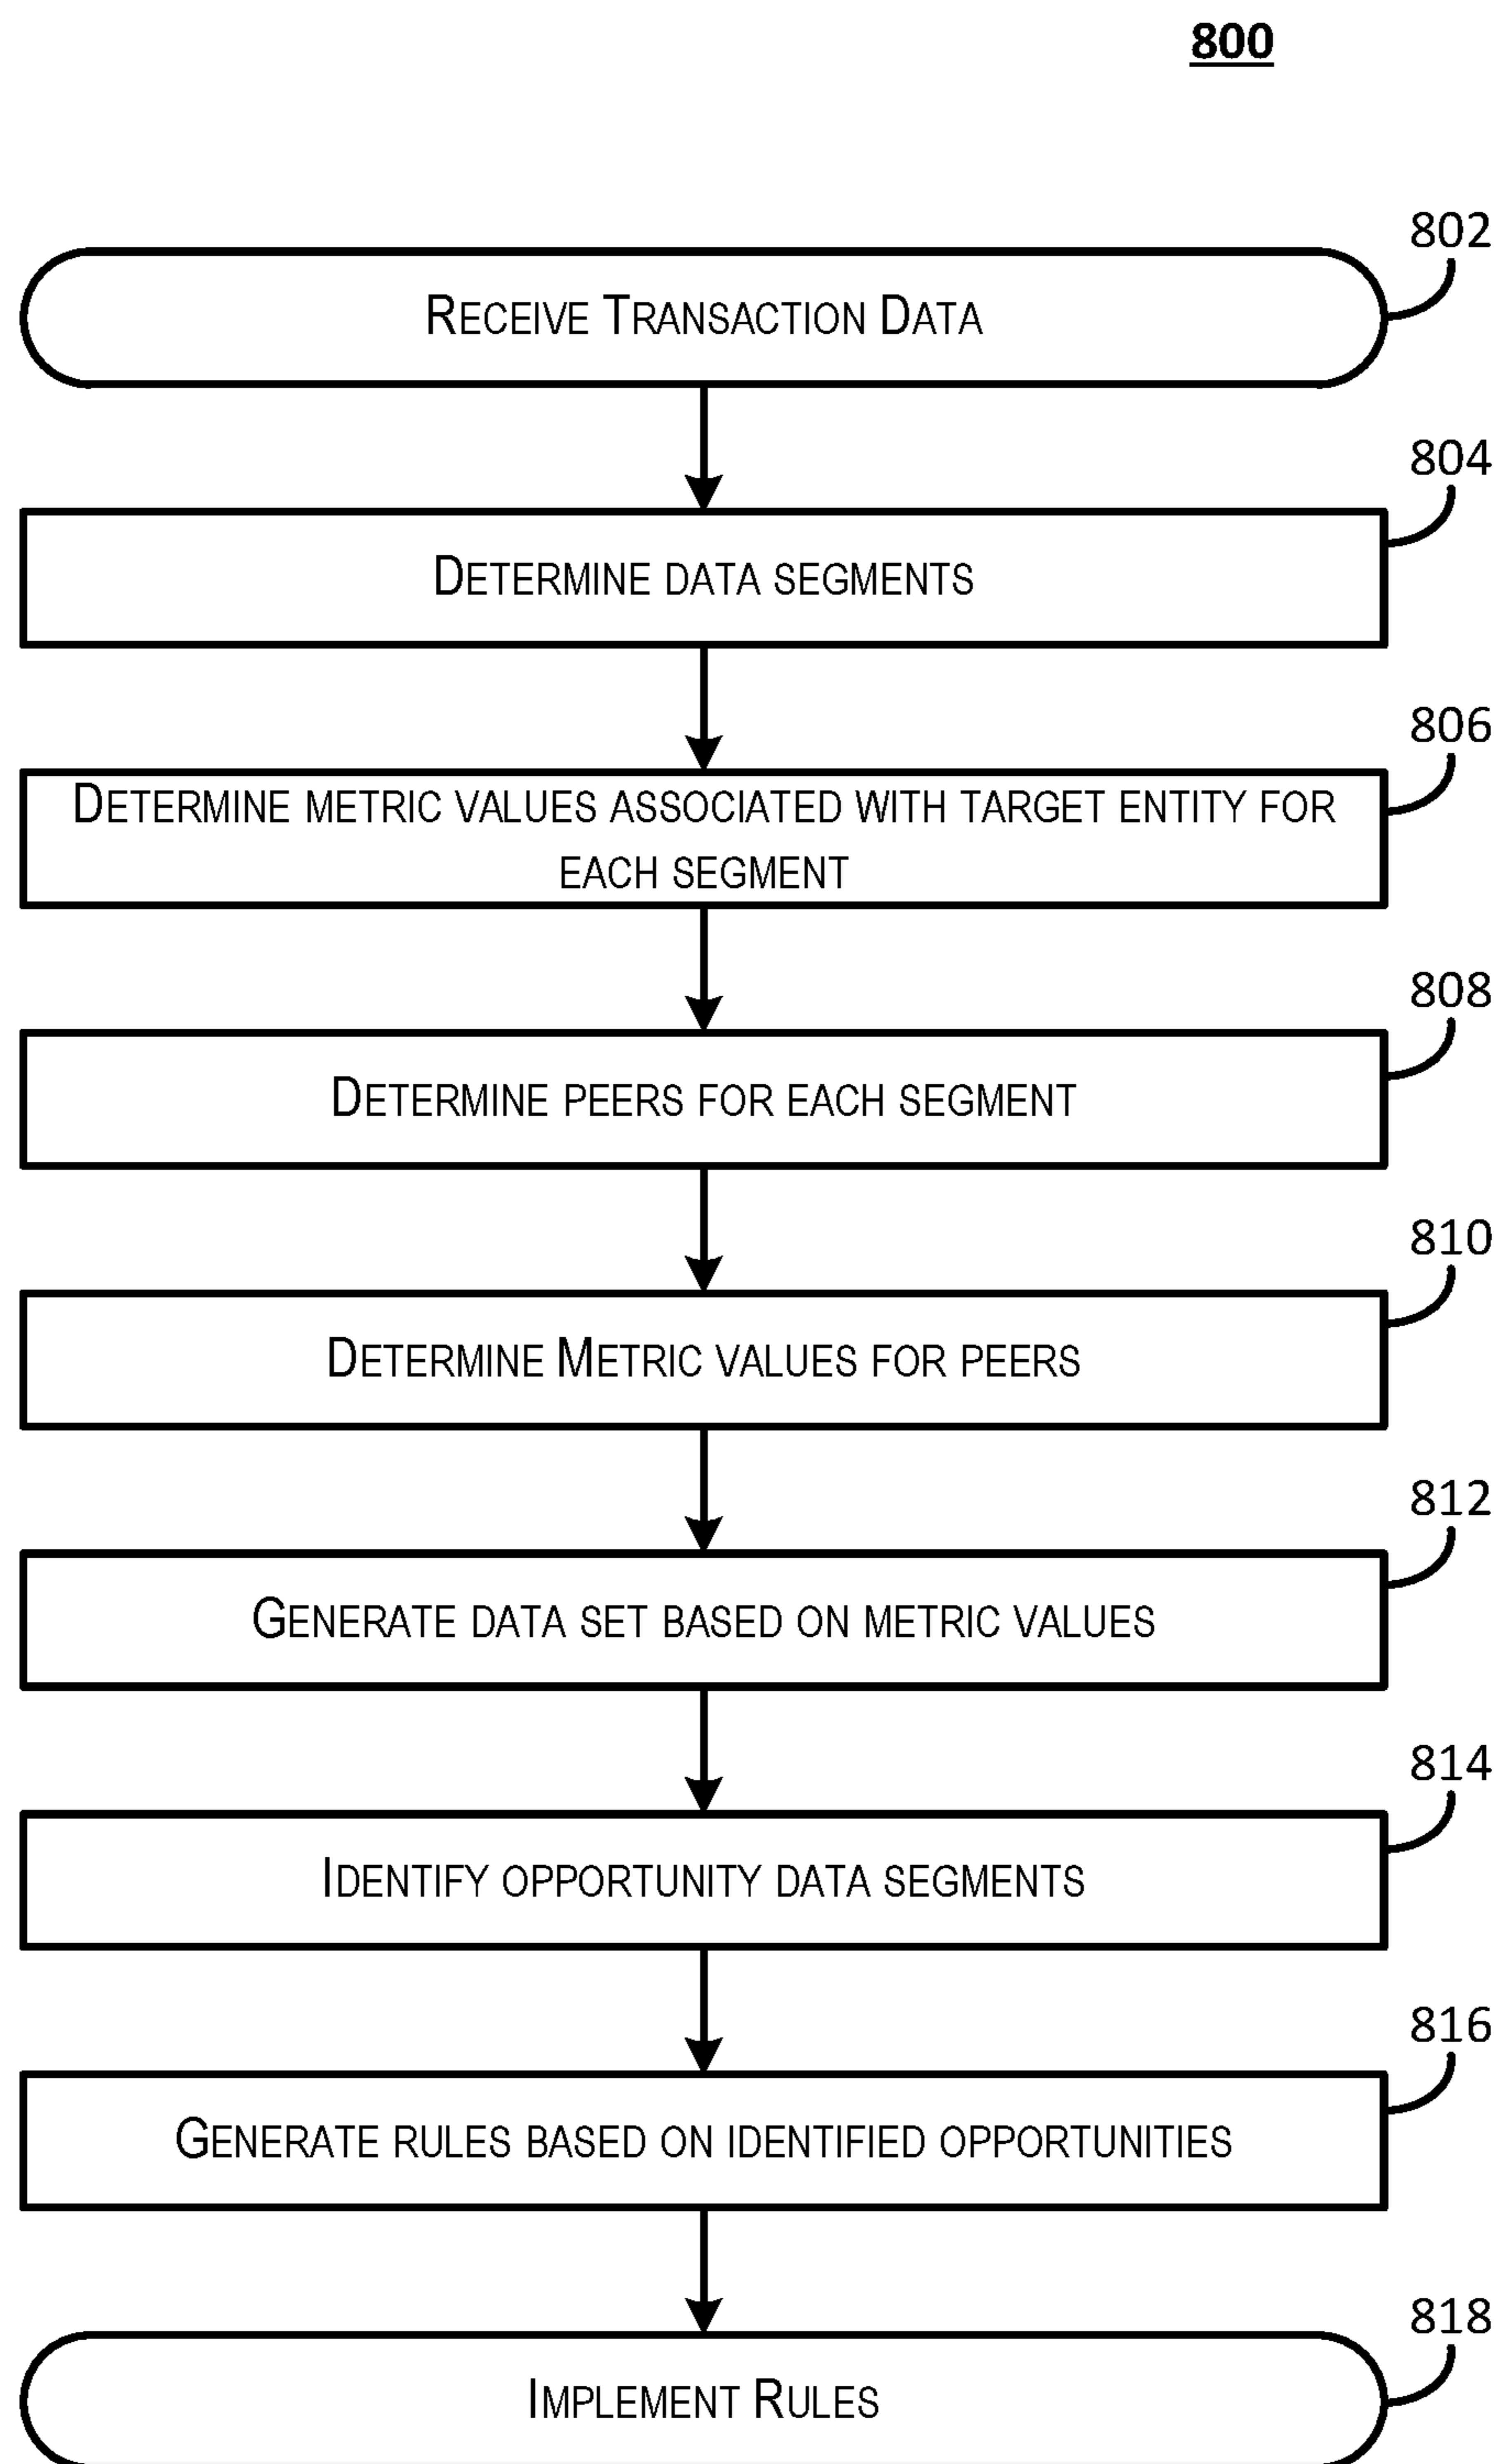 800
802
Receive Transaction Data
804
Determine data segments
806
Determine metric values associated with target entity for
each segment
808
Determine peers for each segment
810
Determine Metric values for peers
812
Generate data set based on metric values
814
Identify opportunity data segments
816
Generate rules based on identified opportunities
818
Implement Rules